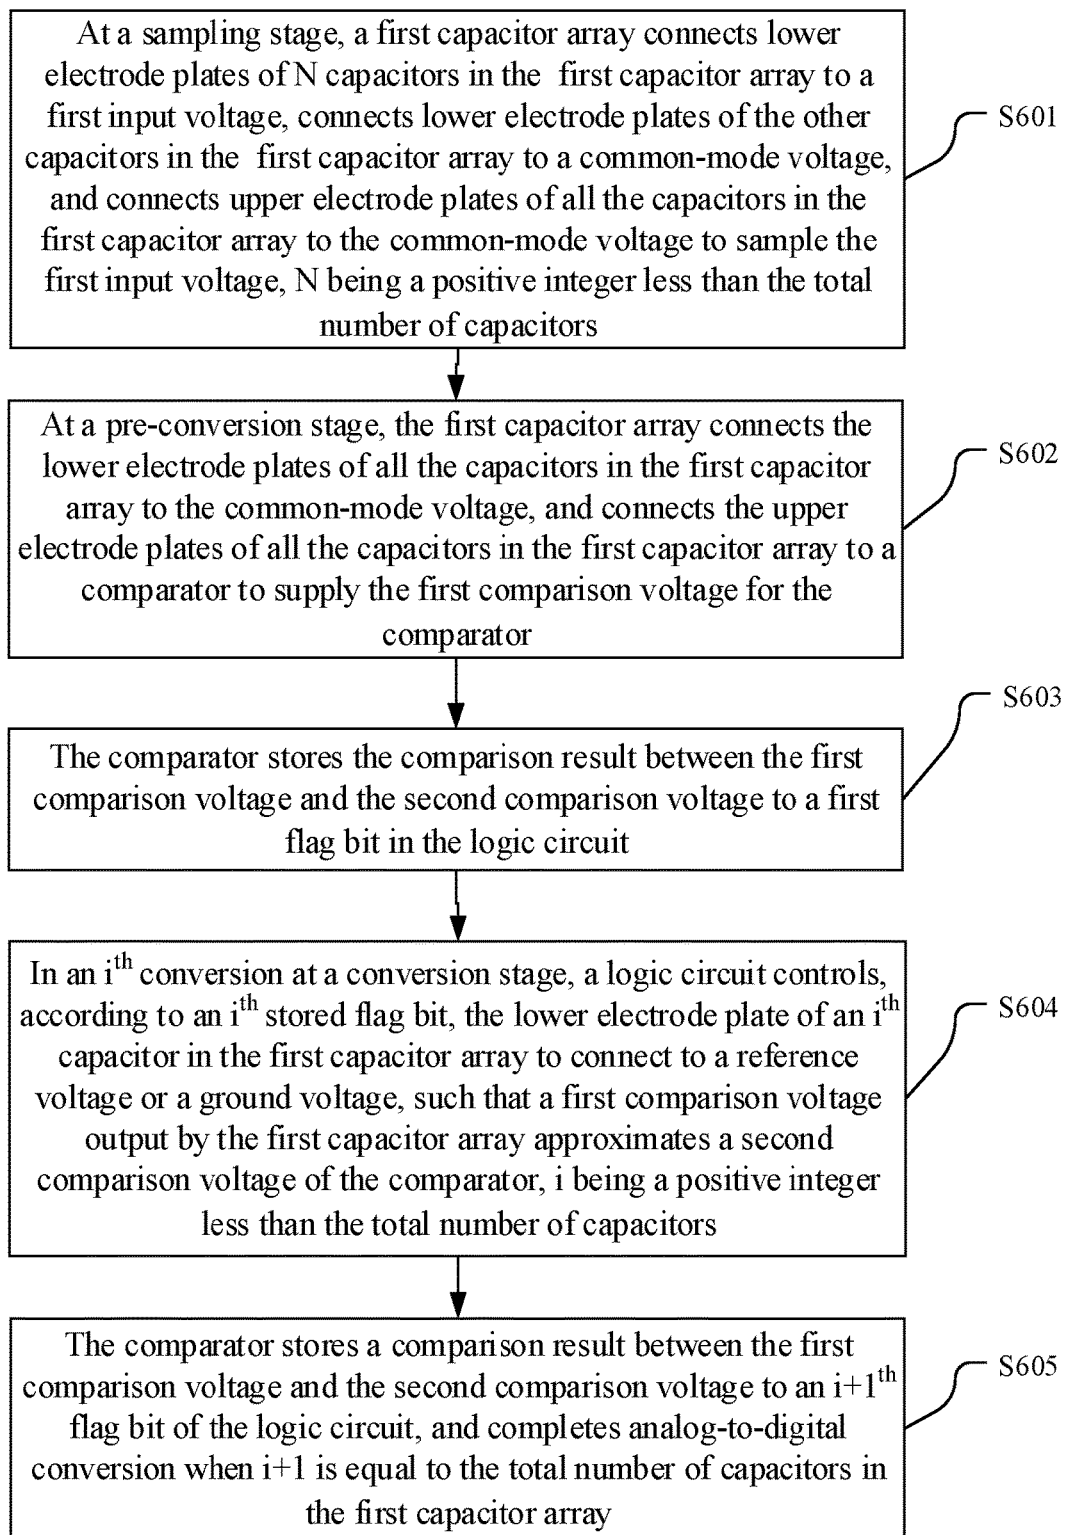 At a sampling stage, a first capacitor array connects lower
electrode plates of N capacitors in the first capacitor array to a
first input voltage, connects lower electrode plates of the other
capacitors in the first capacitor array to a common-mode voltage,
and connects upper electrode plates of all the capacitors in the
first capacitor array to the common-mode voltage to sample the
first input voltage, N being a positive integer less than the total
number of capacitors
S601
At a pre-conversion stage, the first capacitor array connects the
lower electrode plates of all the capacitors in the first capacitor
array to the common-mode voltage, and connects the upper
electrode plates of all the capacitors in the first capacitor array to a
comparator to supply the first comparison voltage for the
comparator
S602
The comparator stores the comparison result between the first
comparison voltage and the second comparison voltage to a first
flag bit in the logic circuit
S603
In an i^th conversion at a conversion stage, a logic circuit controls,
according to an i^th stored flag bit, the lower electrode plate of an i^th
capacitor in the first capacitor array to connect to a reference
voltage or a ground voltage, such that a first comparison voltage
output by the first capacitor array approximates a second
comparison voltage of the comparator, i being a positive integer
less than the total number of capacitors
S604
The comparator stores a comparison result between the first
comparison voltage and the second comparison voltage to an i+1^th
flag bit of the logic circuit, and completes analog-to-digital
conversion when i+1 is equal to the total number of capacitors in
the first capacitor array
S605